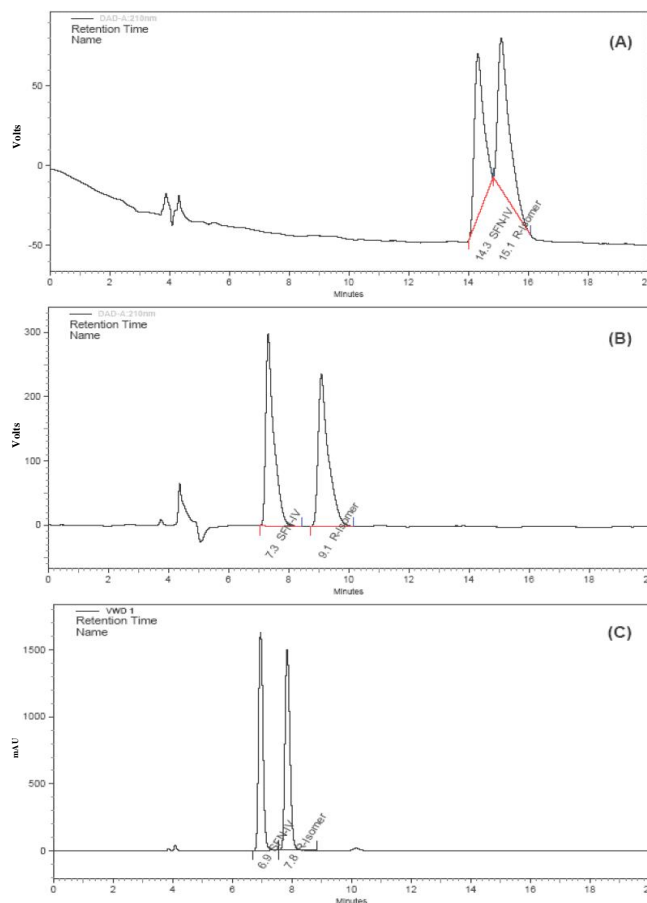 DAD-A:210nm
Retention Time
Name
(A)
Volts
50
0
-50
14.3 SFN-IV
15.1 R-Isomer
0 2 4 6 8 10 12 14 16 18 20
Minutes
DAD-A:210nm
Retention Time
Name
(B)
Volts
300
200
100
0
7.3 SFN-IV
9.1 R-Isomer
0 2 4 6 8 10 12 14 16 18 20
Minutes
VWD 1
Retention Time
Name
(C)
mAU
1500
1000
500
0
6.9 SFN-IV
7.8 R-Isomer
0 2 4 6 8 10 12 14 16 18 20
Minutes